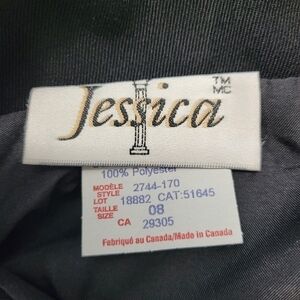 Jessica
TM
MC
100% Polyester
MODÈLE
STYLE 2744-170
LOT 18882 CAT:51645
TAILLE
SIZE 08
CA 29305
Fabriqué au Canada/Made in Canada